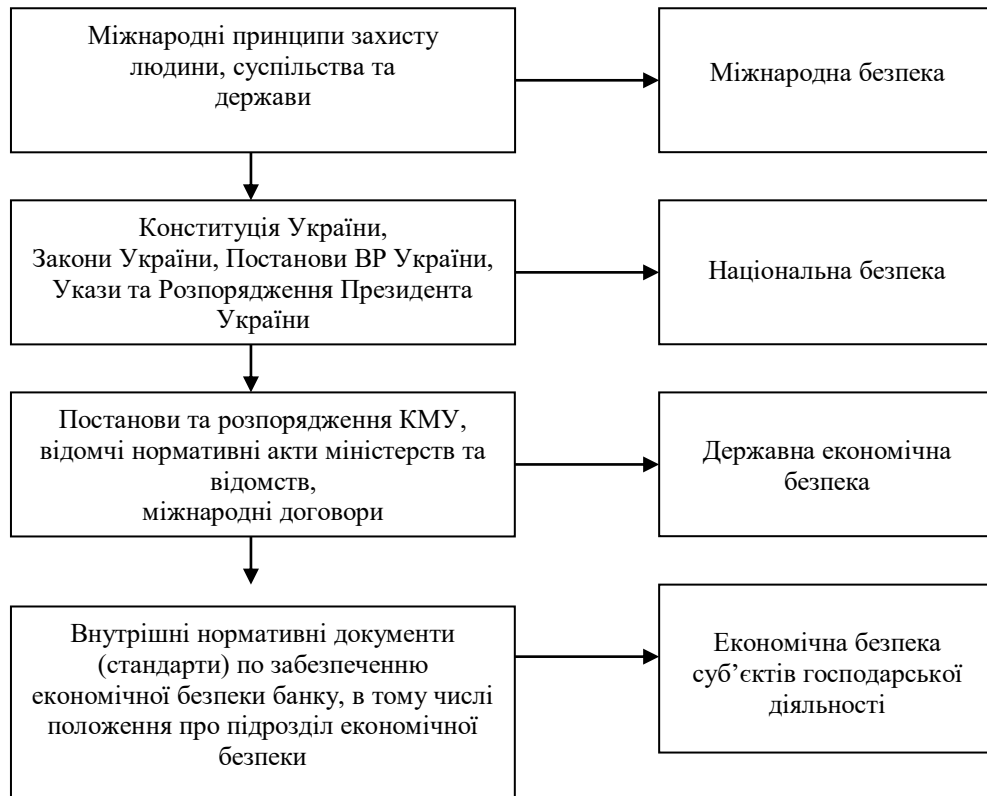 Міжнародні принципи захисту
людини, суспільства та
держави
Міжнародна безпека
Конституція України,
Закони України, Постанови ВР України,
Укази та Розпорядження Президента
України
Національна безпека
Постанови та розпорядження КМУ,
відомчі нормативні акти міністерств та
відомств,
міжнародні договори
Державна економічна
безпека
Внутрішні нормативні документи
(стандарти) по забезпеченню
економічної безпеки банку, в тому числі
положення про підрозділ економічної
безпеки
Економічна безпека
суб’єктів господарської
діяльності